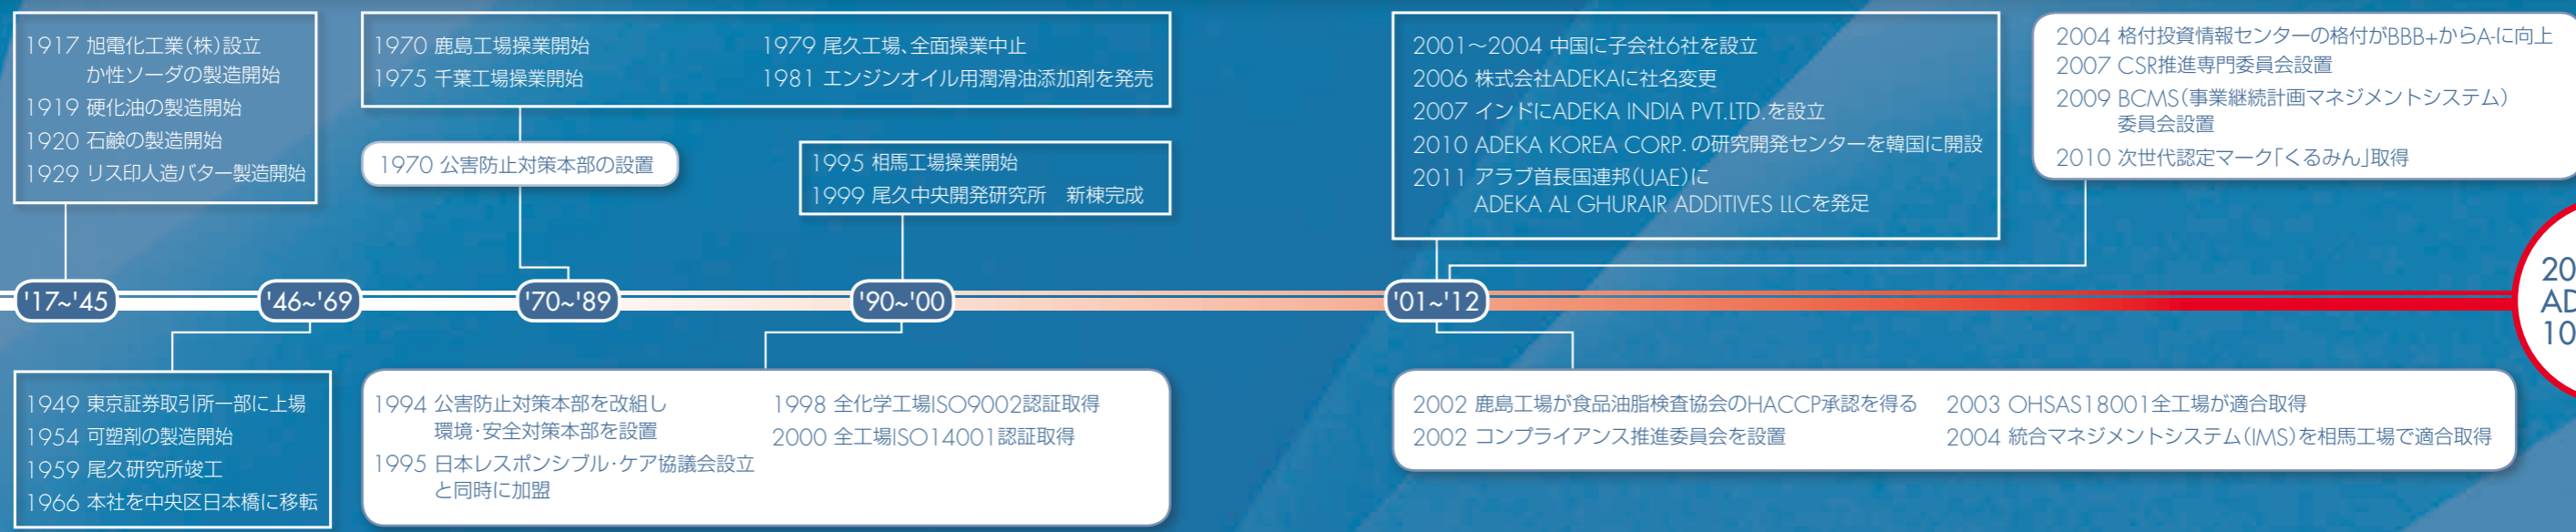 1917 旭電化工業(株)設立
か性ソーダの製造開始
1919 硬化油の製造開始
1920 石鹸の製造開始
1929 リス印人造バター製造開始
1970 鹿島工場操業開始
1975 千葉工場操業開始
1979 尾久工場、全面操業中止
1981 エンジンオイル用潤滑油添加剤を発売
1970 公害防止対策本部の設置
1995 相馬工場操業開始
1999 尾久中央開発研究所　新棟完成
2001〜2004 中国に子会社6社を設立
2006 株式会社ADEKAに社名変更
2007 インドにADEKA INDIA PVT.LTD.を設立
2010 ADEKA KOREA CORP. の研究開発センターを韓国に開設
2011 アラブ首長国連邦(UAE)に
ADEKA AL GHURAIR ADDITIVES LLCを発足
2004 格付投資情報センターの格付がBBB+からA-に向上
2007 CSR推進専門委員会設置
2009 BCMS(事業継続計画マネジメントシステム)
委員会設置
2010 次世代認定マーク「くるみん」取得
'17~'45
'46~'69
'70~'89
'90~'00
'01~'12
20
AD
10
1949 東京証券取引所一部に上場
1954 可塑剤の製造開始
1959 尾久研究所竣工
1966 本社を中央区日本橋に移転
1994 公害防止対策本部を改組し
環境・安全対策本部を設置
1995 日本レスポンシブル・ケア協議会設立
と同時に加盟
1998 全化学工場ISO9002認証取得
2000 全工場ISO14001認証取得
2002 鹿島工場が食品油脂検査協会のHACCP承認を得る
2002 コンプライアンス推進委員会を設置
2003 OHSAS18001全工場が適合取得
2004 統合マネジメントシステム(IMS)を相馬工場で適合取得